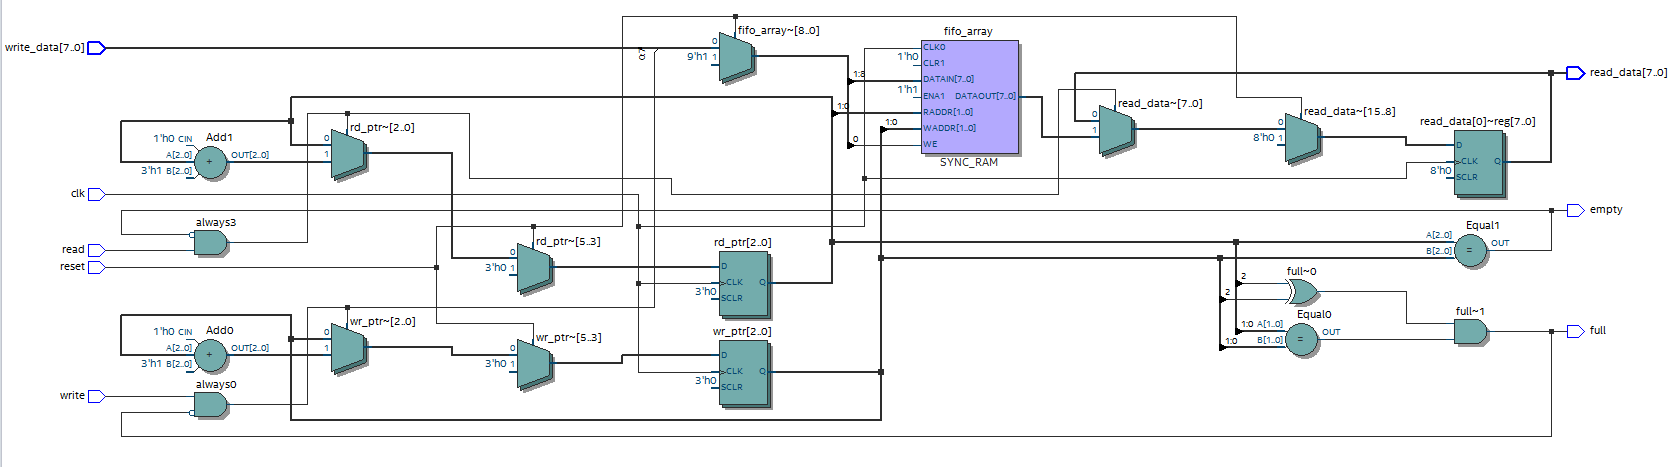 write_data[7..0]
0:7
fifo_array~[8..0]
0
9'h1 1
fifo_array
CLK0
1'h0
CLR1
1:8
DATAIN[7..0]
1'h1
ENA1 DATAOUT[7..0]
1:0
RADDR[1..0]
1:0
WADDR[1..0]
0
WE
SYNC_RAM
read_data~[7..0]
0
1
read_data~[15..8]
0
8'h0 1
read_data[0]~reg[7..0]
D
CLK Q
8'h0
SCLR
read_data[7..0]
Add1
1'h0 CIN
A[2..0] + OUT[2..0]
3'h1 B[2..0]
rd_ptr~[2..0]
0
1
clk
always3
read
reset
rd_ptr~[5..3]
0
3'h0 1
rd_ptr[2..0]
D
CLK Q
3'h0
SCLR
empty
Equal1
A[2..0]
= OUT
B[2..0]
full~0
2
2
Equal0
1:0 A[1..0]
= OUT
1:0 B[1..0]
full~1
full
Add0
1'h0 CIN
A[2..0] + OUT[2..0]
3'h1 B[2..0]
wr_ptr~[2..0]
0
1
wr_ptr~[5..3]
0
3'h0 1
wr_ptr[2..0]
D
CLK Q
3'h0
SCLR
always0
write